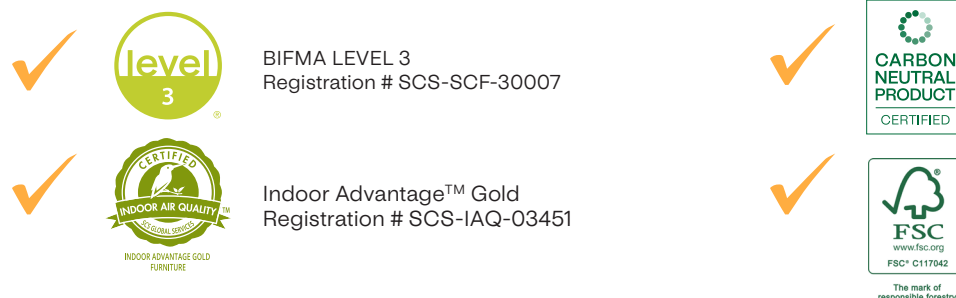 level
3
®
BIFMA LEVEL 3
Registration # SCS-SCF-30007
CARBON
NEUTRAL
PRODUCT
CERTIFIED
CERTIFIED
INDOOR AIR QUALITY
SCS GLOBAL SERVICES
TM
INDOOR ADVANTAGE GOLD
FURNITURE
Indoor Advantage™ Gold
Registration # SCS-IAQ-03451
FSC
www.fsc.org
FSC® C117042
The mark of
responsible forestry